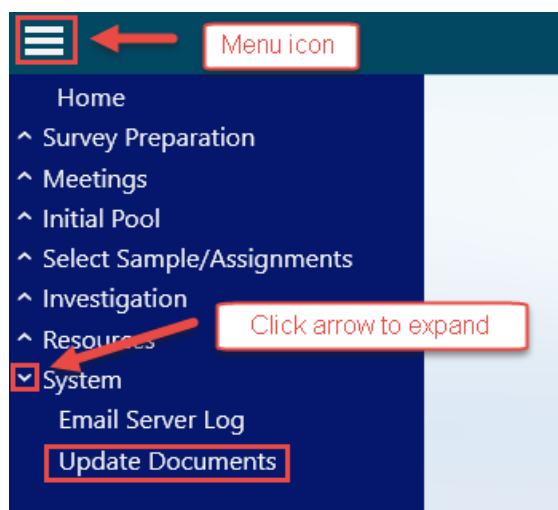 Menu icon
Home
Survey Preparation
Meetings
Initial Pool
Select Sample/Assignments
Investigation
Click arrow to expand
Resources
System
Email Server Log
Update Documents